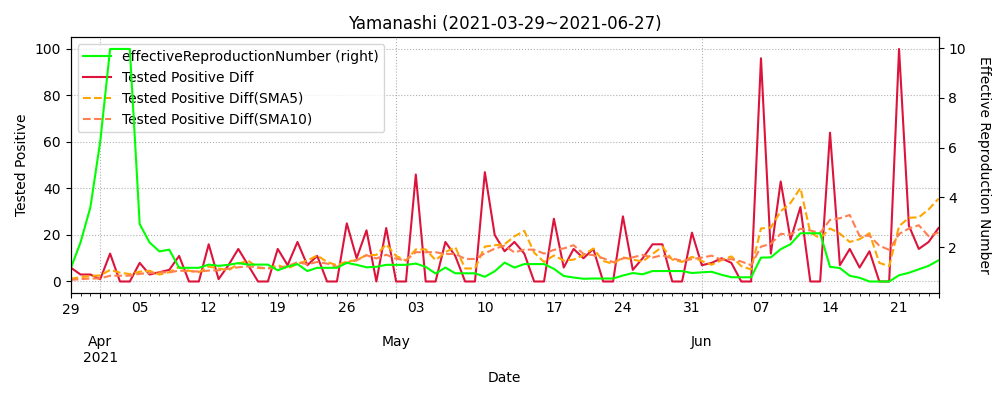 Yamanashi (2021-03-29~2021-06-27)
effectiveReproductionNumber (right)
Tested Positive Diff
Tested Positive Diff(SMA5)
Tested Positive Diff(SMA10)
Tested Positive
100
80
60
40
20
0
Effective Reproduction Number
10
8
6
4
2
29 05 12 19 26 03 10 17 24 31 07 14 21
Apr May Jun
2021
Date